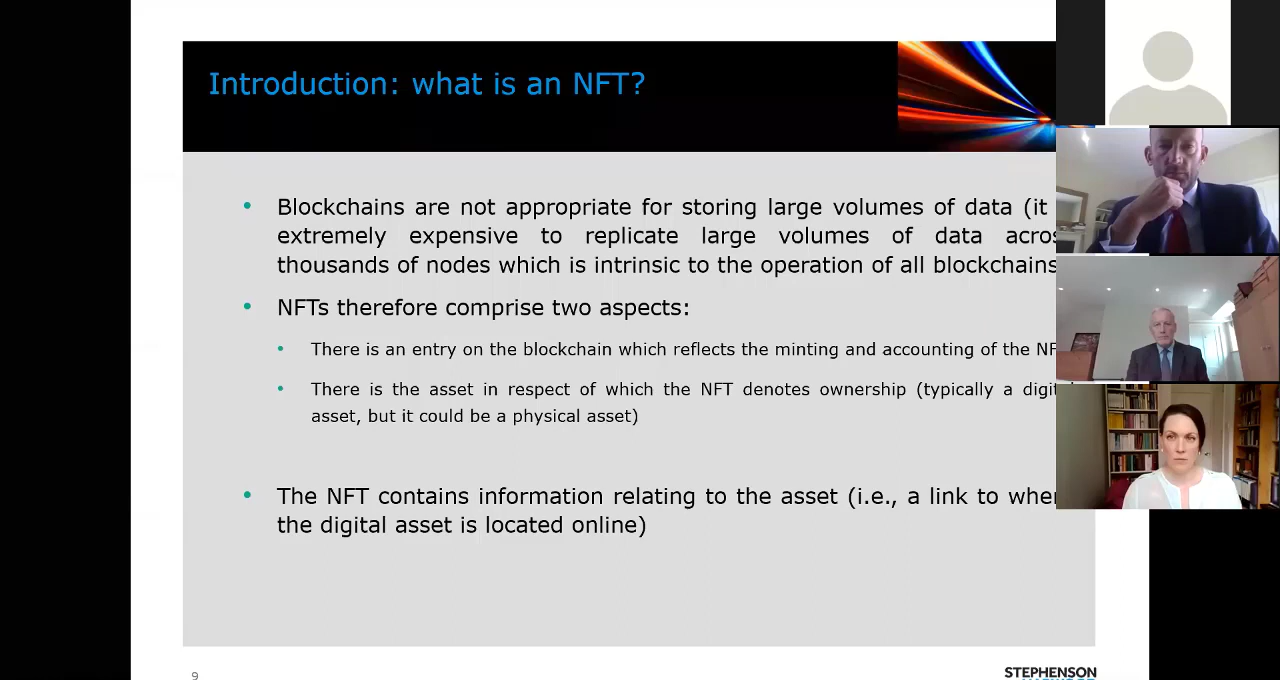 Introduction: what is an NFT?
• Blockchains are not appropriate for storing large volumes of data (it
extremely expensive to replicate large volumes of data
thousands of nodes which is intrinsic to the operation of all blockchains
• NFTs therefore comprise two aspects:
• There is an entry on the blockchain which reflects the minting and accounting of the
• There is the asset in respect of which the NFT denotes ownership (typically a
asset, but it could be a physical asset)
• The NFT contains information relating to the asset (i.e., a link to
the digital asset is located online)
9
STEPHENSON